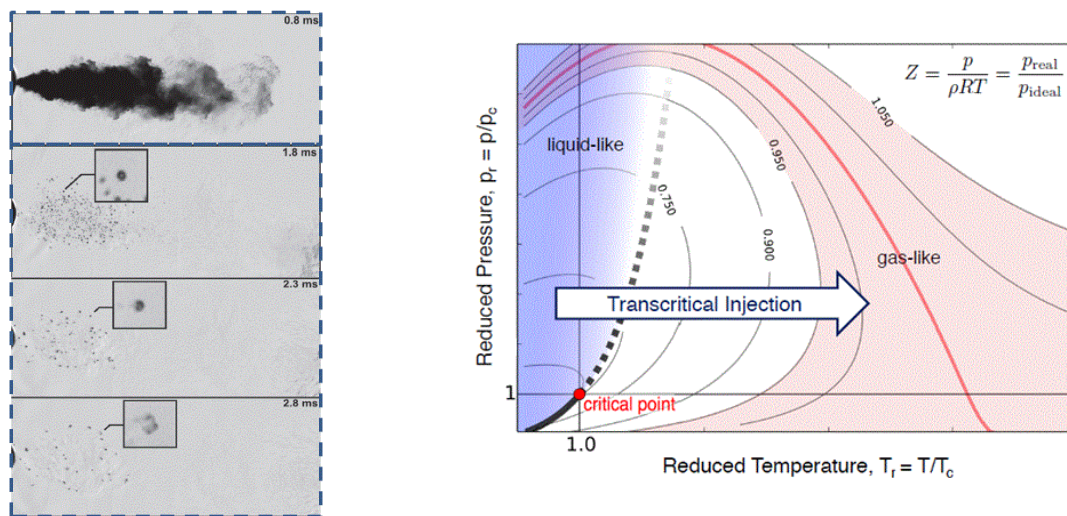 0.8 ms
1.8 ms
2.3 ms
2.8 ms
Z = p/ρRT = p_real/p_ideal
1.050
liquid-like
0.950
0.750
0.900
gas-like
Transcritical Injection
Reduced Pressure, p_r = p/p_c
1
critical point
1.0
Reduced Temperature, T_r = T/T_c